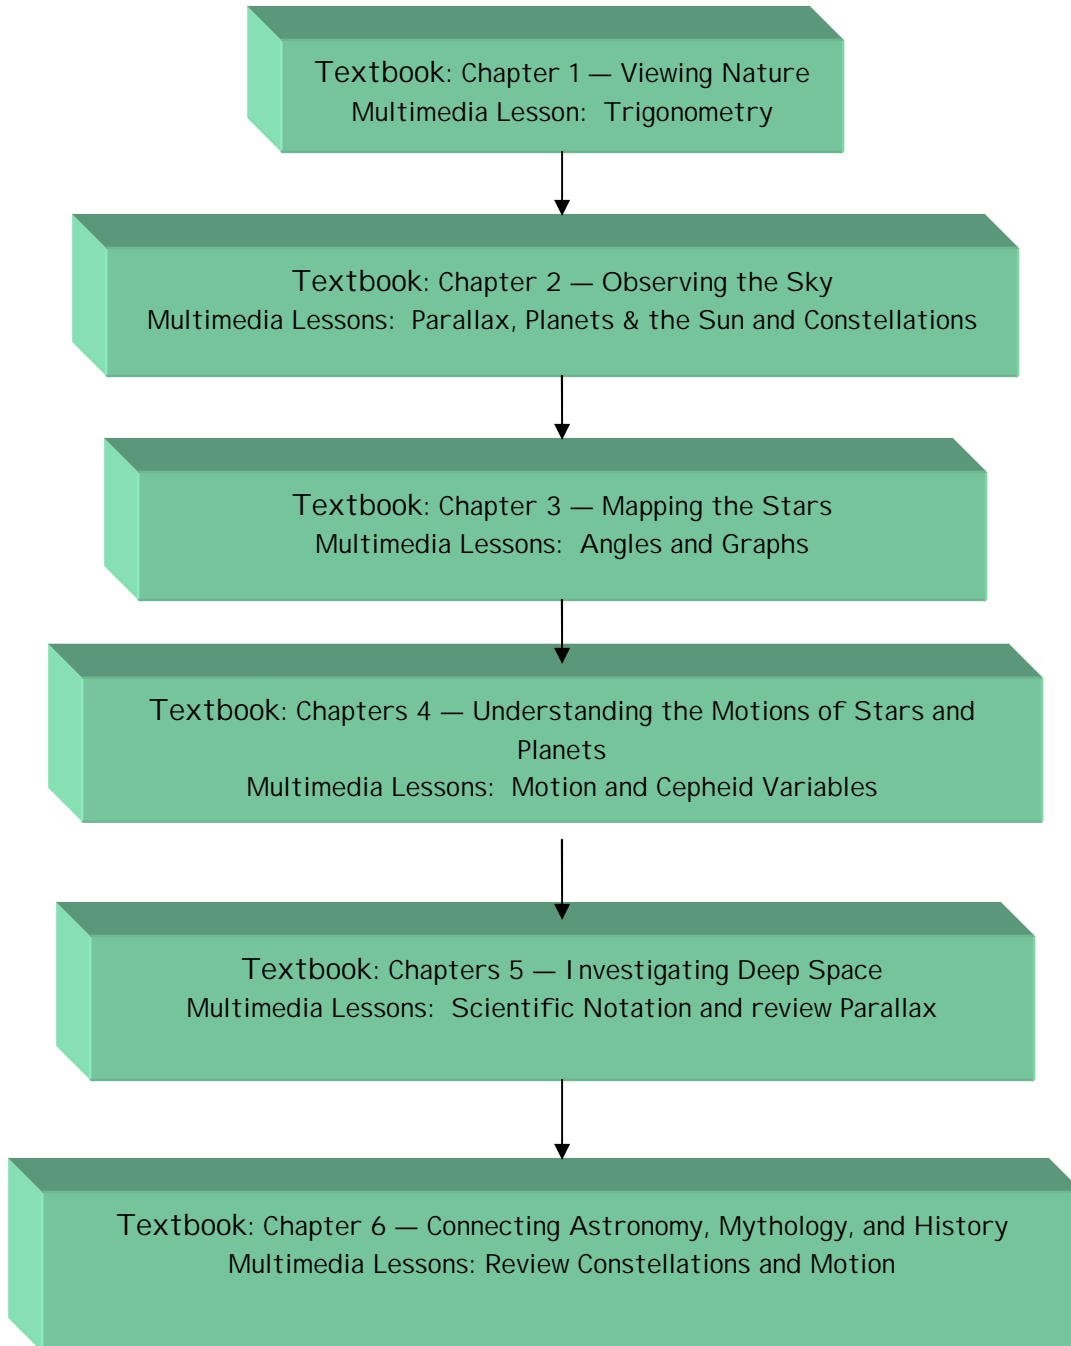 Textbook: Chapter 1 — Viewing Nature
Multimedia Lesson: Trigonometry
Textbook: Chapter 2 — Observing the Sky
Multimedia Lessons: Parallax, Planets & the Sun and Constellations
Textbook: Chapter 3 — Mapping the Stars
Multimedia Lessons: Angles and Graphs
Textbook: Chapters 4 — Understanding the Motions of Stars and
Planets
Multimedia Lessons: Motion and Cepheid Variables
Textbook: Chapters 5 — Investigating Deep Space
Multimedia Lessons: Scientific Notation and review Parallax
Textbook: Chapter 6 — Connecting Astronomy, Mythology, and History
Multimedia Lessons: Review Constellations and Motion